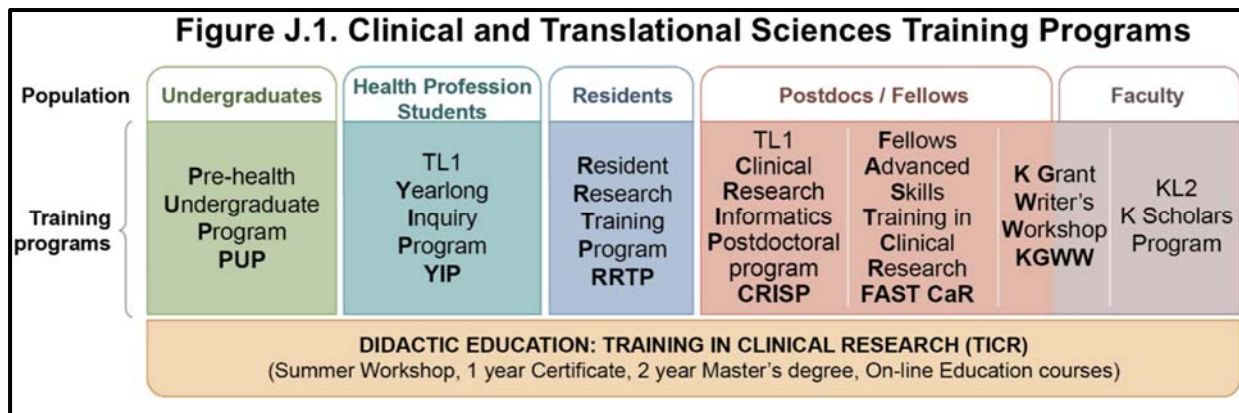 Figure J.1. Clinical and Translational Sciences Training Programs
Population
Undergraduates
Health Profession
Students
Residents
Postdocs / Fellows
Faculty
Training
programs
Pre-health
Undergraduate
Program
PUP
TL1
Yearlong
Inquiry
Program
YIP
Resident
Research
Training
Program
RRTP
TL1
Clinical
Research
Informatics
Postdoctoral
program
CRISP
Fellows
Advanced
Skills
Training in
Clinical
Research
FAST CaR
K Grant
Writer's
Workshop
KGWW
KL2
K Scholars
Program
DIDACTIC EDUCATION: TRAINING IN CLINICAL RESEARCH (TICR)
(Summer Workshop, 1 year Certificate, 2 year Master's degree, On-line Education courses)